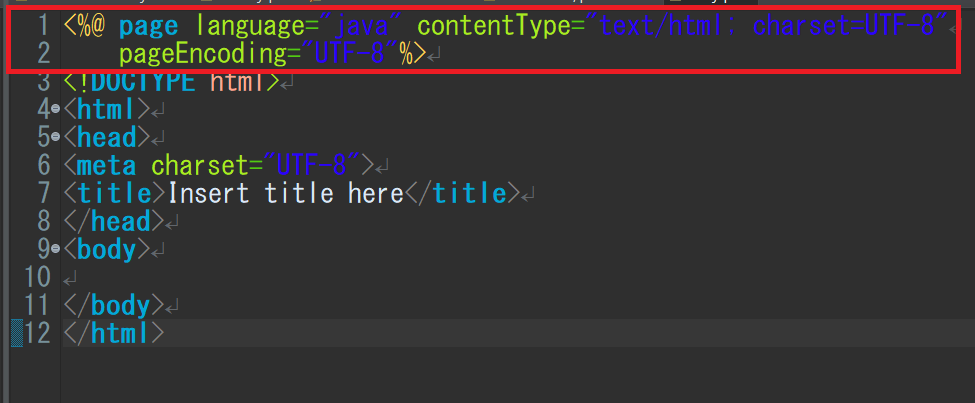 1 <%@ page language="java" contentType="text/html; charset=UTF-8"
2 pageEncoding="UTF-8"%>
3 <!DOCTYPE html>
4 <html>
5 <head>
6 <meta charset="UTF-8">
7 <title>Insert title here</title>
8 </head>
9 <body>
10
11 </body>
12 </html>